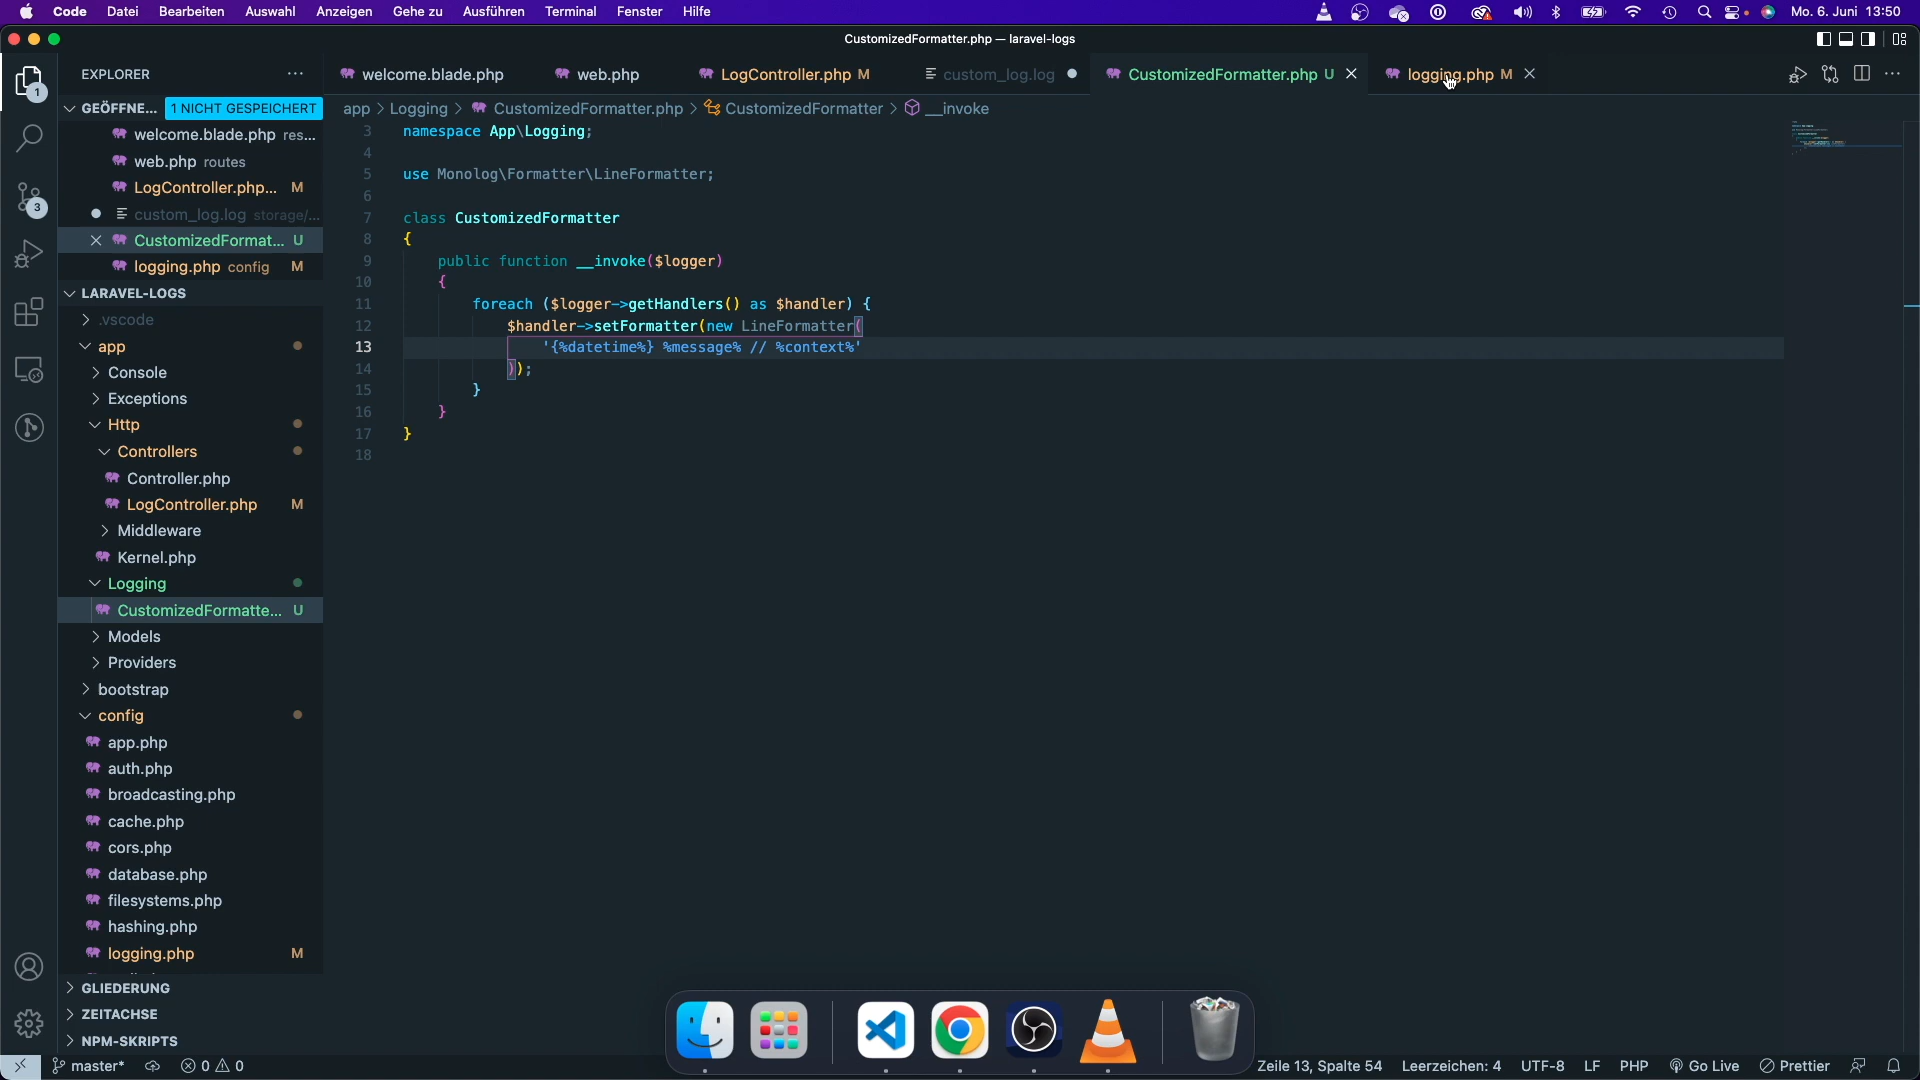 Code Datei Bearbeiten Auswahl Anzeigen Gehe zu Ausführen Terminal Fenster Hilfe Mo. 6. Juni 13:50
CustomizedFormatter.php — laravel-logs
EXPLORER
welcome.blade.php web.php LogController.php M custom_log.log CustomizedFormatter.php U logging.php M
GEÖFFNE... 1 NICHT GESPEICHERT
app > Logging > CustomizedFormatter.php > CustomizedFormatter > __invoke
welcome.blade.php res...
web.php routes
LogController.php... M
custom_log.log storage/...
CustomizedFormat... U
logging.php config M
LARAVEL-LOGS
.vscode
app
Console
Exceptions
Http
Controllers
Controller.php
LogController.php M
Middleware
Kernel.php
Logging
CustomizedFormatte... U
Models
Providers
bootstrap
config
app.php
auth.php
broadcasting.php
cache.php
cors.php
database.php
filesystems.php
hashing.php
logging.php M
GLIEDERUNG
ZEITACHSE
NPM-SKRIPTS
1
3
3 namespace App\Logging;
4
5 use Monolog\Formatter\LineFormatter;
6
7 class CustomizedFormatter
8 {
9 public function __invoke($logger)
10 {
11 foreach ($logger->getHandlers() as $handler) {
12 $handler->setFormatter(new LineFormatter(
13 '{%datetime%} %message% // %context%'
14 ));
15 }
16 }
17 }
18
master* 0 0 Zeile 13, Spalte 54 Leerzeichen: 4 UTF-8 LF PHP Go Live Prettier